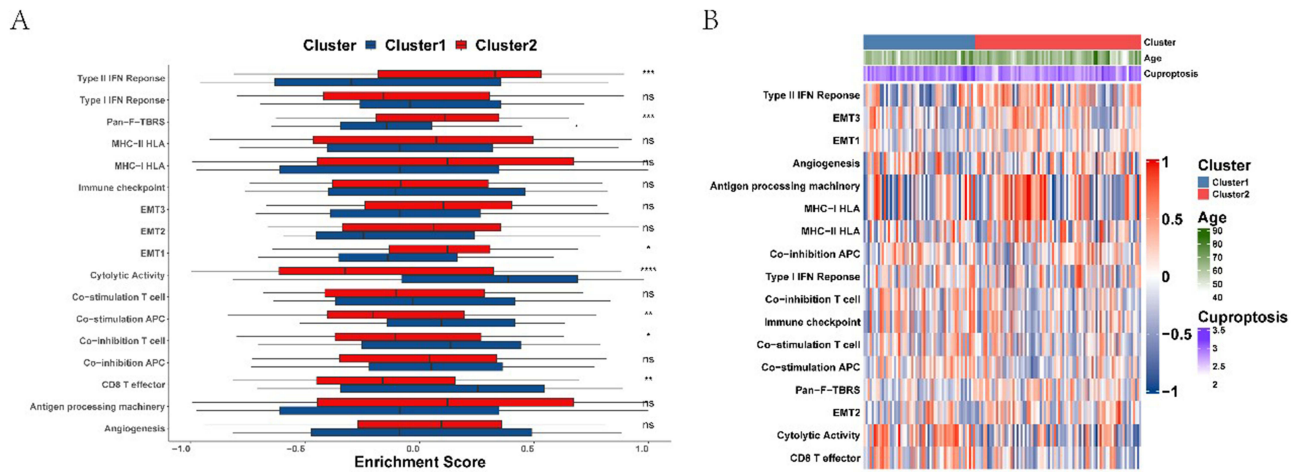 A
Cluster Cluster1 Cluster2
Type II IFN Reponse ***
Type I IFN Reponse ns
Pan-F-TBRS ***
MHC-II HLA ns
MHC-I HLA ns
Immune checkpoint ns
EMT3 ns
EMT2 ns
EMT1 *
Cytolytic Activity ****
Co-stimulation T cell ns
Co-stimulation APC **
Co-inhibition T cell *
Co-inhibition APC ns
CD8 T effector **
Antigen processing machinery ns
Angiogenesis ns
-1.0 -0.5 0.0 0.5 1.0
Enrichment Score
B
Cluster
Age
Cuproptosis
Type II IFN Reponse
EMT3
EMT1
Angiogenesis
Antigen processing machinery
MHC-I HLA
MHC-II HLA
Co-inhibition APC
Type I IFN Reponse
Co-inhibition T cell
Immune checkpoint
Co-stimulation T cell
Co-stimulation APC
Pan-F-TBRS
EMT2
Cytolytic Activity
CD8 T effector
1
0.5
0
-0.5
-1
Cluster
Cluster1
Cluster2
Age
90
80
70
60
50
40
Cuproptosis
3.5
3
2.5
2